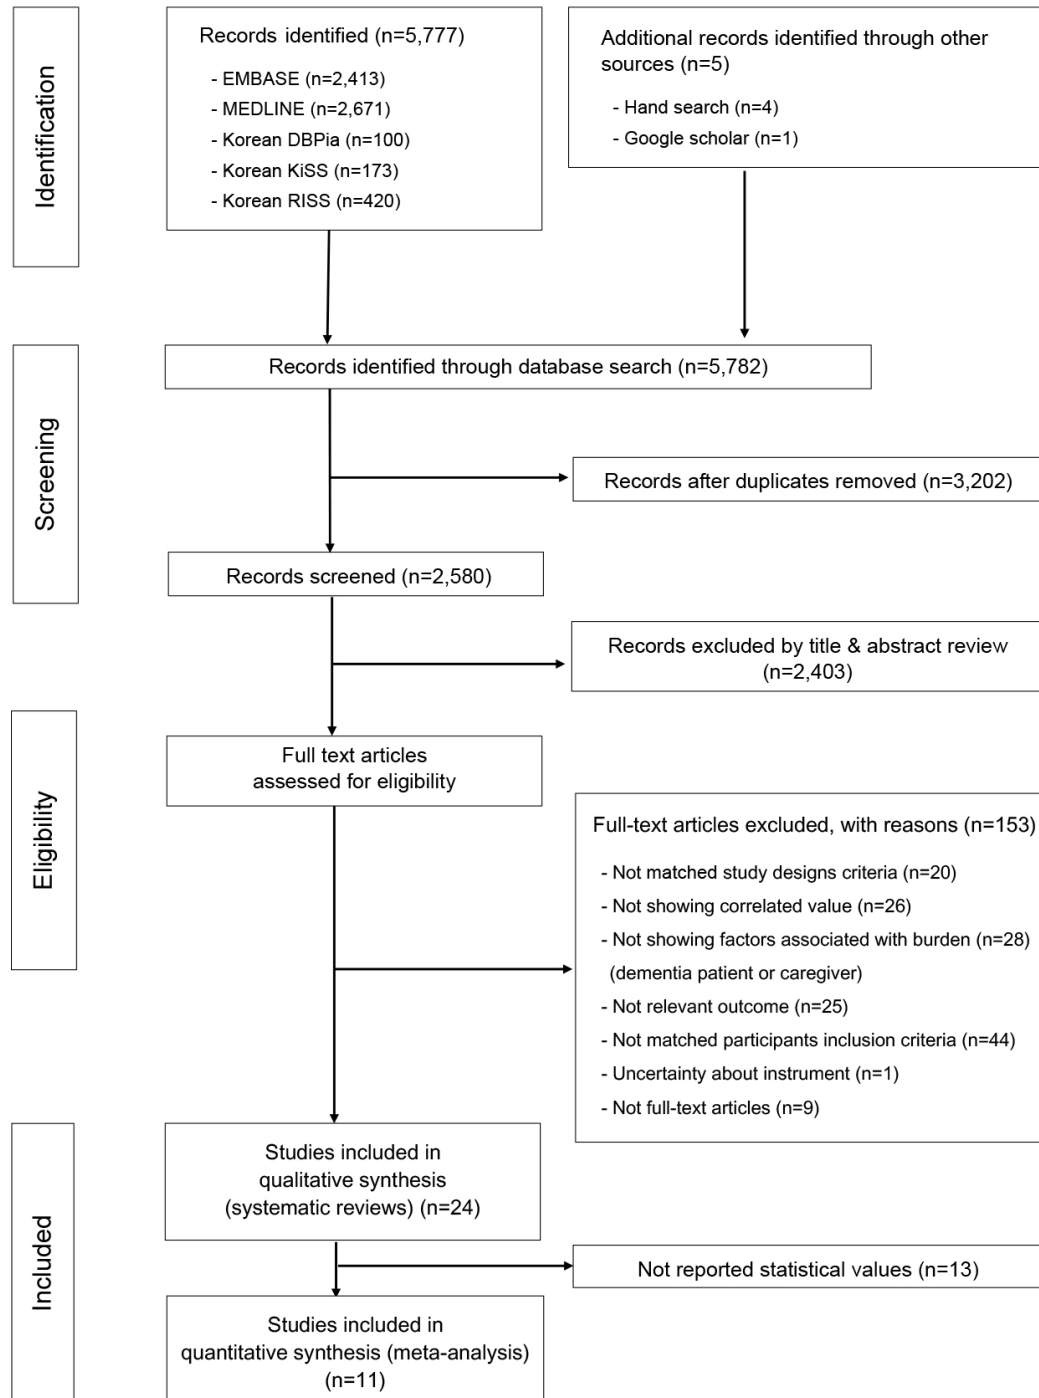 Identification
Records identified (n=5,777)
- EMBASE (n=2,413)
- MEDLINE (n=2,671)
- Korean DBPia (n=100)
- Korean KiSS (n=173)
- Korean RISS (n=420)
Additional records identified through other
sources (n=5)
- Hand search (n=4)
- Google scholar (n=1)
Screening
Records identified through database search (n=5,782)
Records after duplicates removed (n=3,202)
Records screened (n=2,580)
Records excluded by title & abstract review
(n=2,403)
Eligibility
Full text articles
assessed for eligibility
Full-text articles excluded, with reasons (n=153)
- Not matched study designs criteria (n=20)
- Not showing correlated value (n=26)
- Not showing factors associated with burden (n=28)
(dementia patient or caregiver)
- Not relevant outcome (n=25)
- Not matched participants inclusion criteria (n=44)
- Uncertainty about instrument (n=1)
- Not full-text articles (n=9)
Included
Studies included in
qualitative synthesis
(systematic reviews) (n=24)
Not reported statistical values (n=13)
Studies included in
quantitative synthesis (meta-analysis)
(n=11)